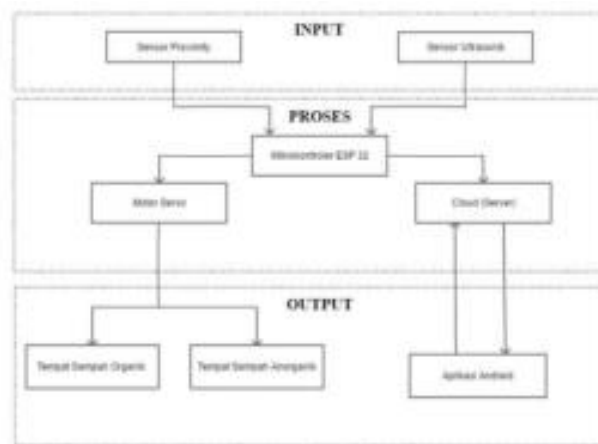 INPUT
Sensor Proximity
Sensor Ultrasonik
PROSES
Mikrokontroler ESP 32
Motor Servo
Cloud (Server)
OUTPUT
Tempat Sampah Organik
Tempat Sampah Anorganik
Aplikasi Android